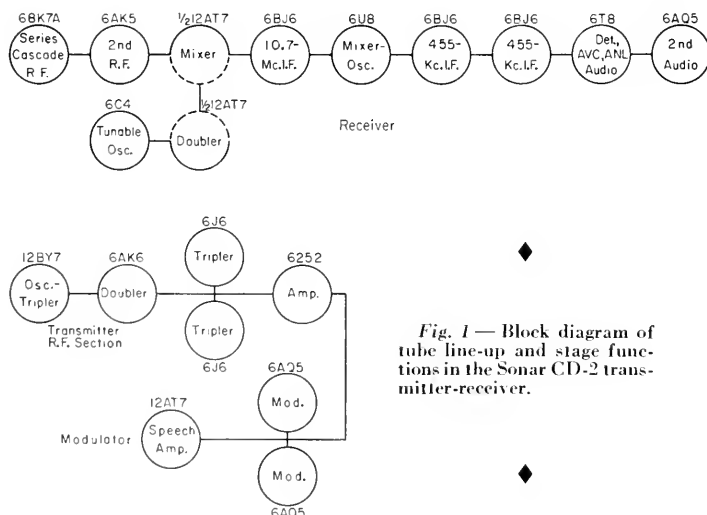 6BK7A 6AK5 ½12AT7 6BJ6 6U8 6BJ6 6BJ6 6T8 6AQ5
Series Cascade R F.
2nd R.F.
Mixer
10.7- Mc.I.F.
Mixer- Osc.
455- Kc.I.F.
455- Kc.I.F.
Det., AVC, ANL Audio
2nd Audio
6C4 ½12AT7
Tunable Osc.
Doubler
Receiver
6J6
12BY7 6AK6 Tripler 6252
Osc.- Tripler
Doubler
Amp.
Transmitter
R.F. Section
Tripler
6J6
6AQ5
12AT7 Mod.
Modulator
Speech Amp.
Mod.
6AQ5
Fig. 1 — Block diagram of
tube line-up and stage func-
tions in the Sonar CD-2 trans-
mitter-receiver.